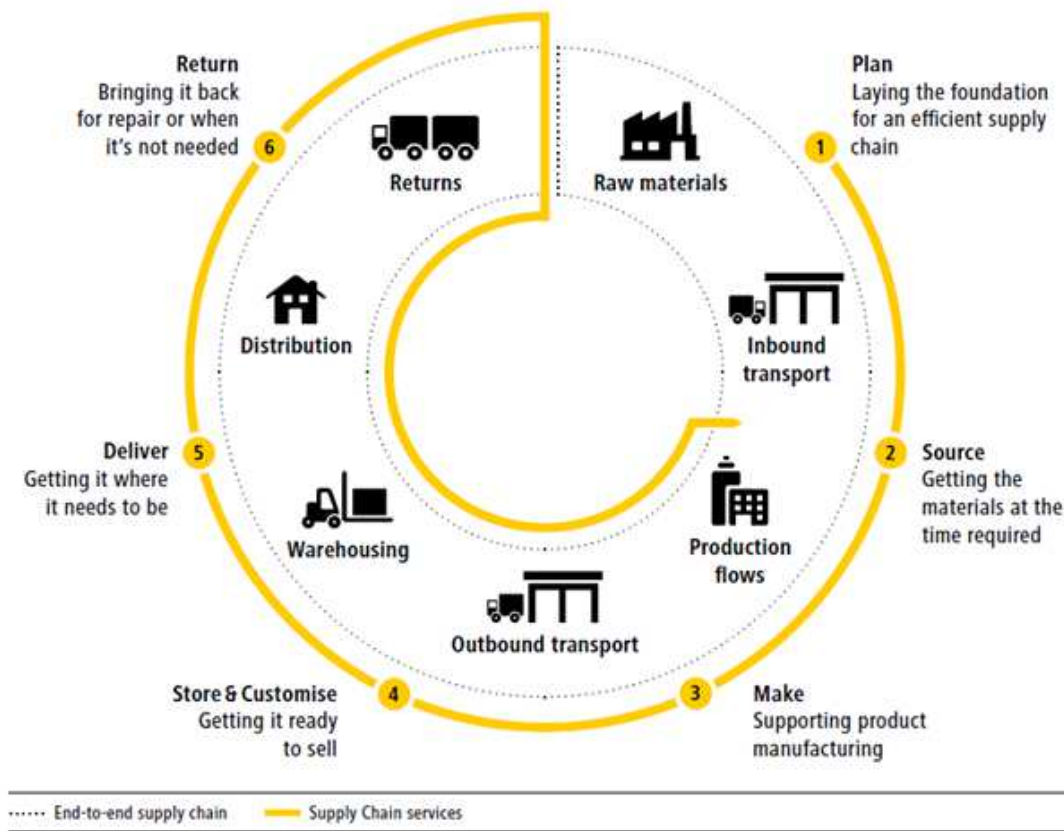 Plan
Laying the foundation
for an efficient supply
chain
1
Source
Getting the
materials at the
time required
2
Make
Supporting product
manufacturing
3
Store & Customise
Getting it ready
to sell
4
Deliver
Getting it where
it needs to be
5
Return
Bringing it back
for repair or when
it's not needed
6
Raw materials
Inbound
transport
Production
flows
Outbound transport
Warehousing
Distribution
Returns
End-to-end supply chain
Supply Chain services